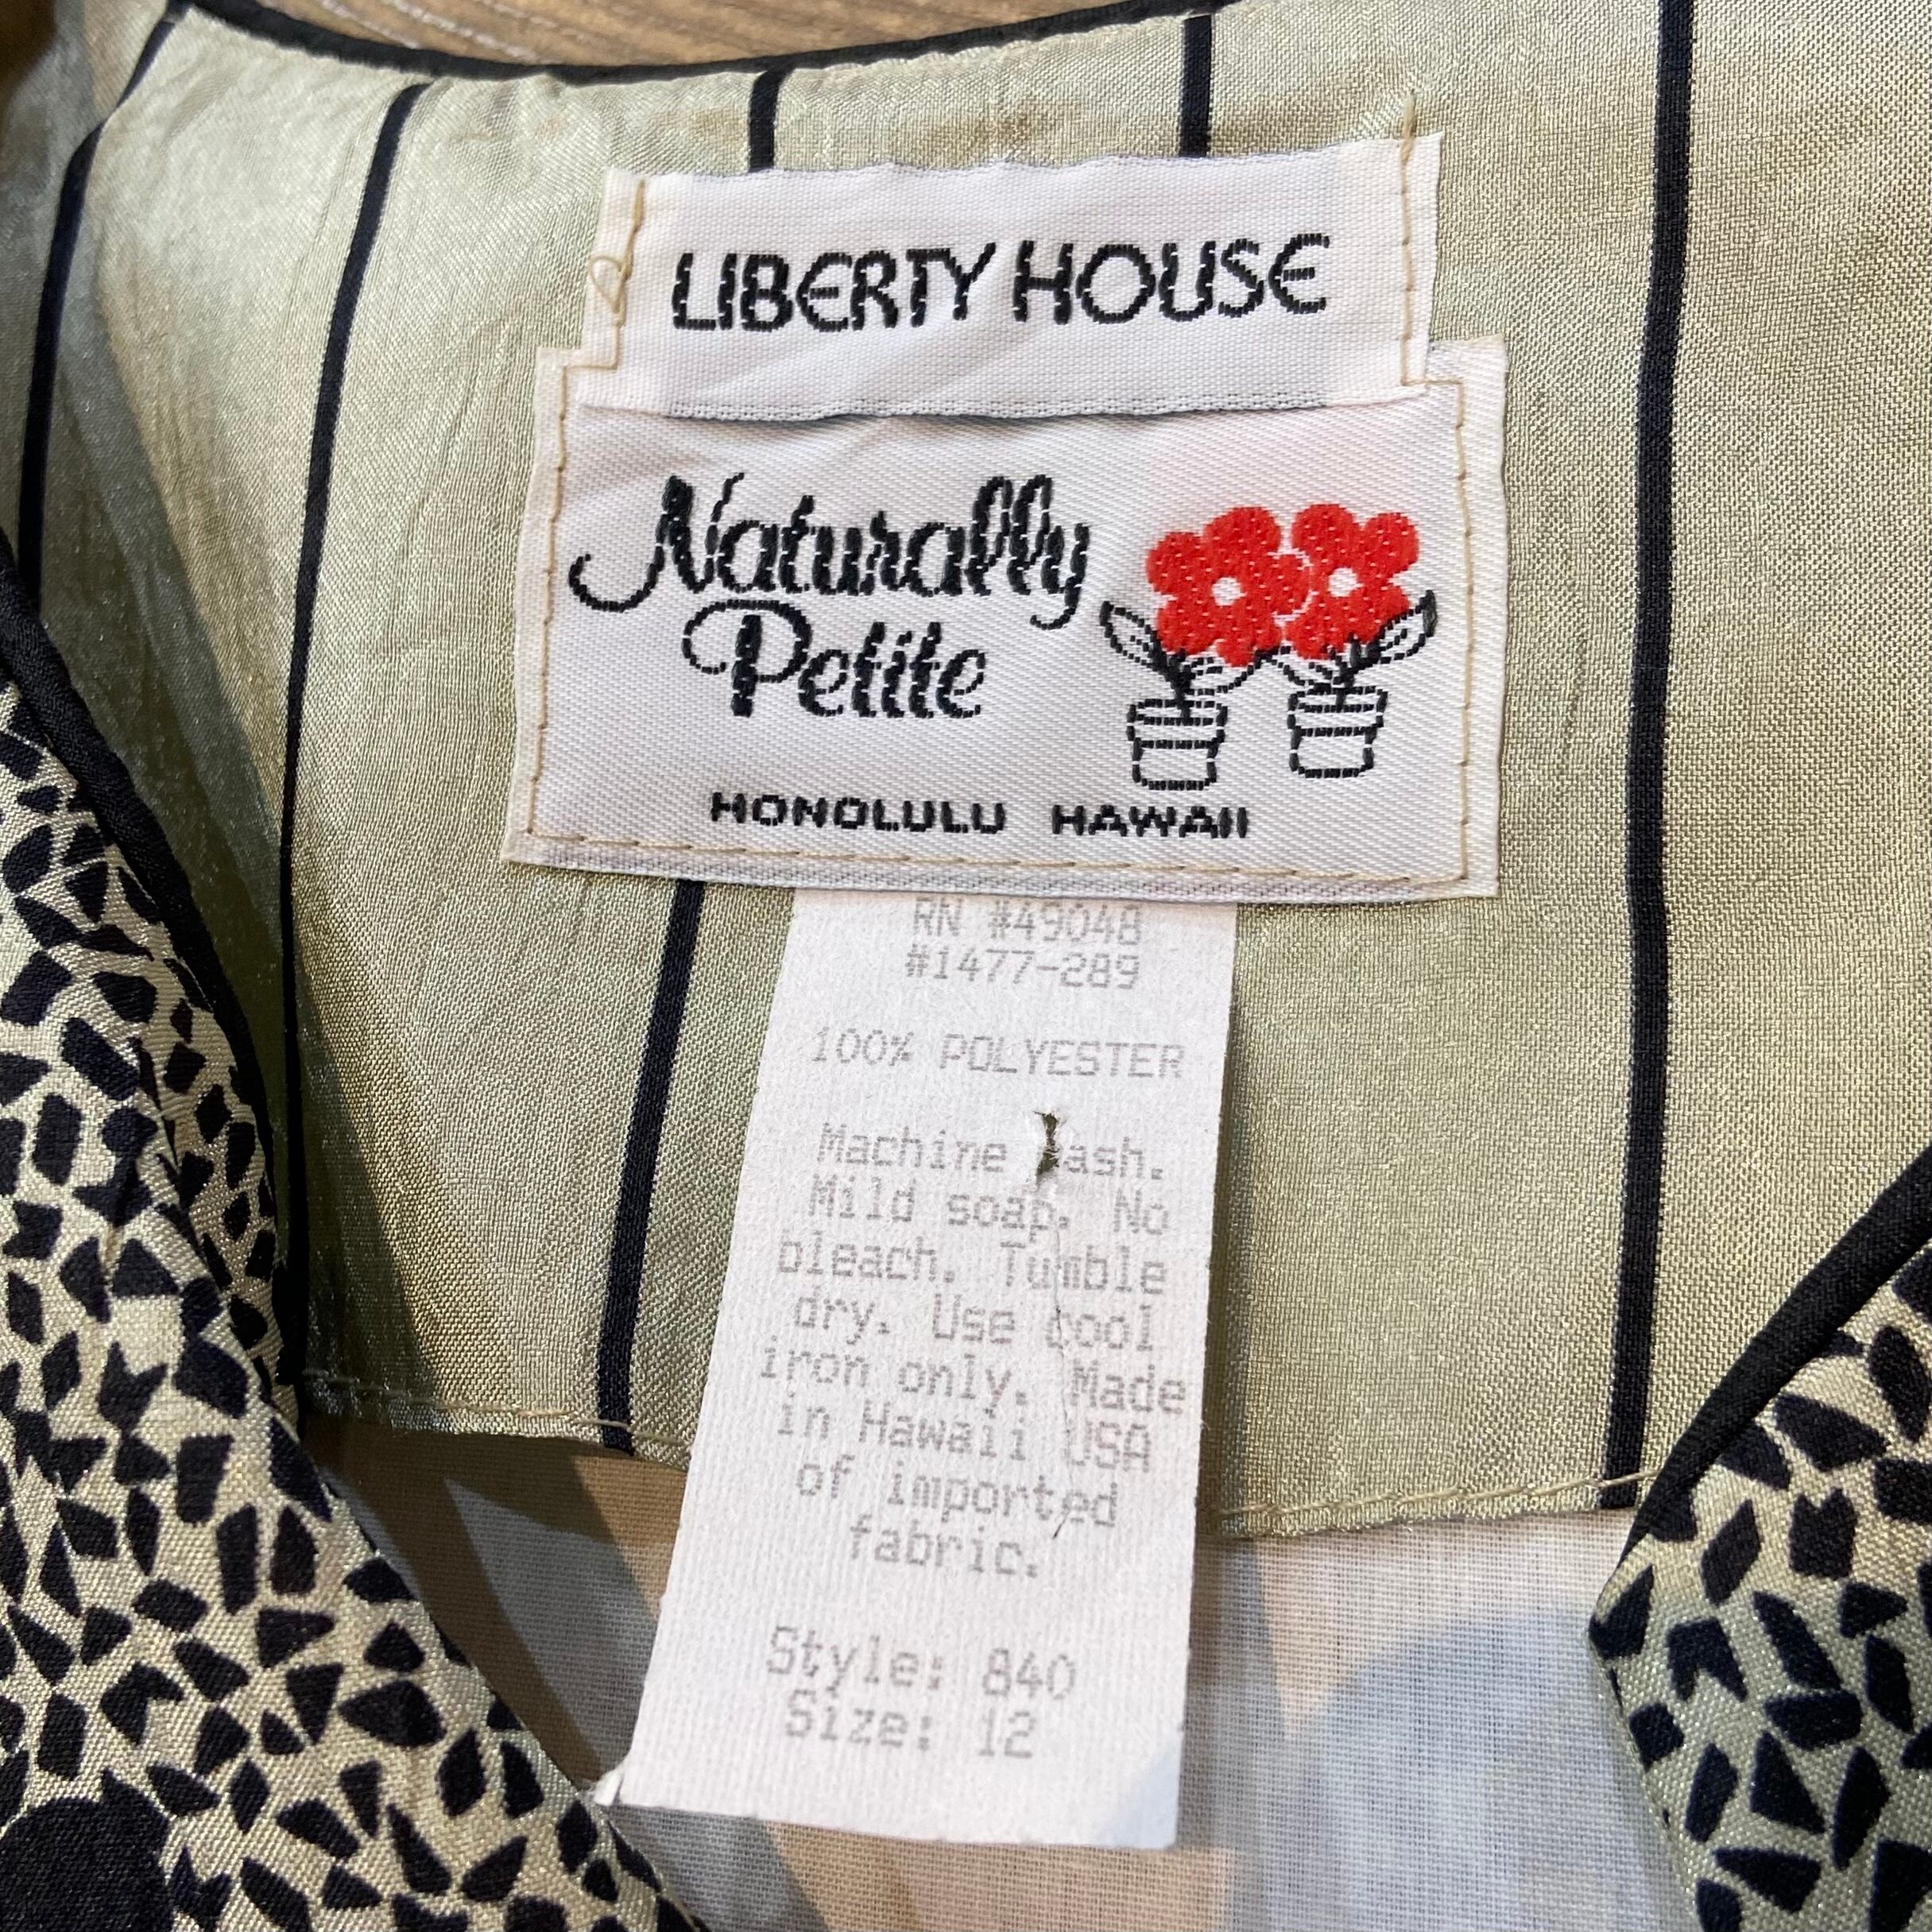 LIBERTY HOUSE
Naturally
Petite
HONOLULU HAWAII
RN #49048
#1477-289
100% POLYESTER
Machine Wash.
Mild soap. No
bleach. Tumble
dry. Use cool
iron only. Made
in Hawaii USA
of imported
fabric.
Style: 840
Size: 12